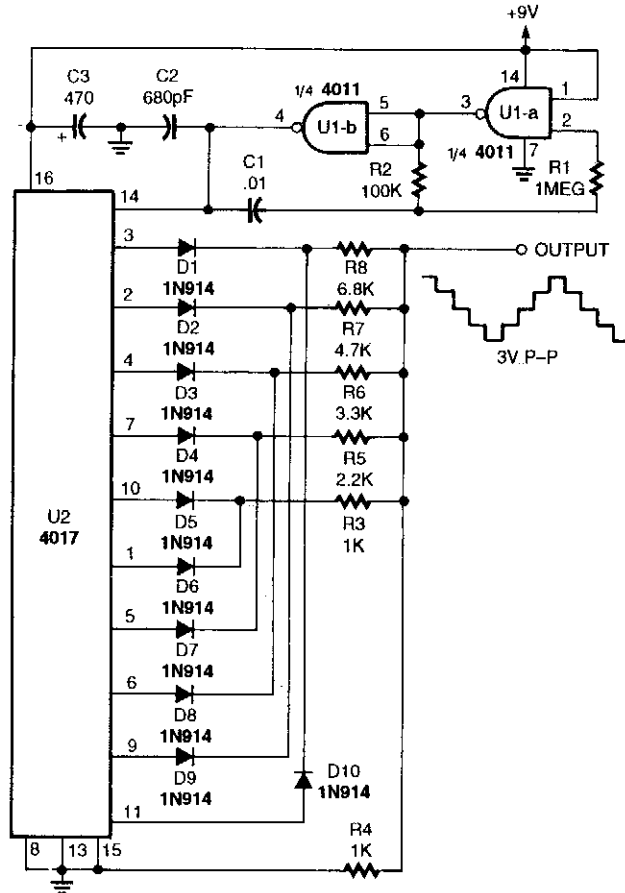 +9V
C3
470
+
C2
680pF
1/4 4011
4
U1-b
5
6
3
14
U1-a
1
2
7
1/4 4011
R2
100K
R1
1MEG
C1
.01
16
14
3
D1
1N914
R8
6.8K
OUTPUT
2
D2
1N914
R7
4.7K
3V P-P
4
D3
1N914
R6
3.3K
7
D4
1N914
R5
2.2K
10
D5
1N914
R3
1K
U2
4017
1
D6
1N914
5
D7
1N914
6
D8
1N914
9
D9
1N914
D10
1N914
11
R4
1K
8
13
15